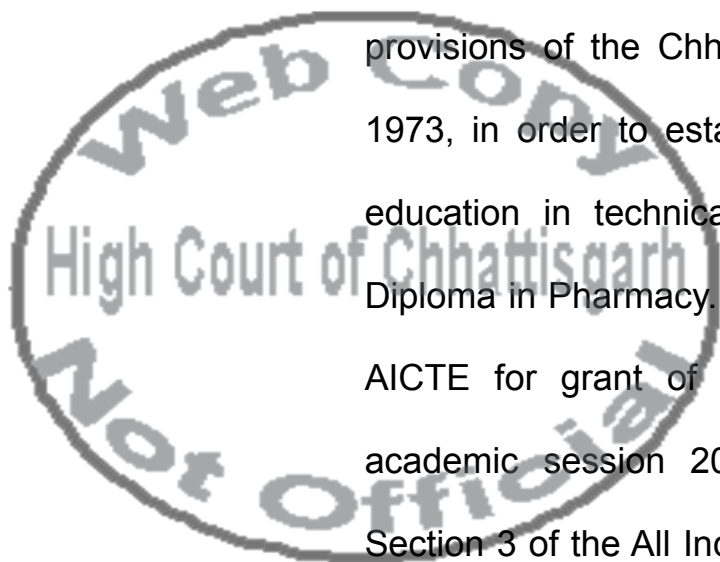 provisions of the Chh
1973, in order to esta
education in technica
Diploma in Pharmacy.
AICTE for grant of
academic session 20
Section 3 of the All Ind
Web Copy
High Court of Chhattisgarh
Not Official